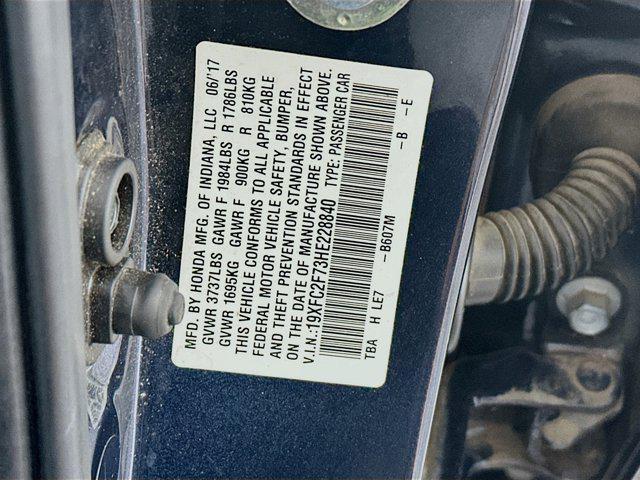 MFD. BY HONDA MFG. OF INDIANA, LLC 06/17
GVWR 3737LBS GAWR F 1984LBS R 1786LBS
GVWR 1695KG GAWR F 900KG R 810KG
THIS VEHICLE CONFORMS TO ALL APPLICABLE
FEDERAL MOTOR VEHICLE SAFETY, BUMPER,
AND THEFT PREVENTION STANDARDS IN EFFECT
ON THE DATE OF MANUFACTURE SHOWN ABOVE.
V.I.N.:19XFC2F73HE228840 TYPE: PASSENGER CAR
TBA H LE7 -B607M -B -E